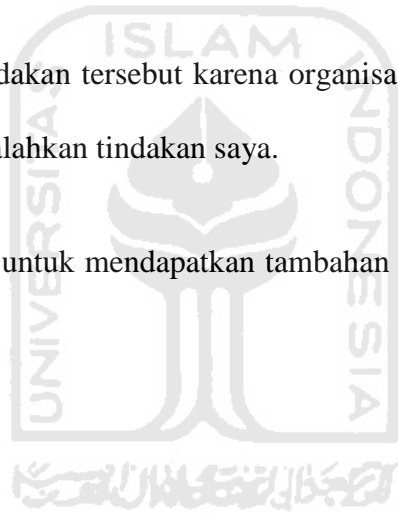 ISLAM
UNIVERSITAS
INDONESIA
dakan tersebut karena organisa
alahkan tindakan saya.
untuk mendapatkan tambahan